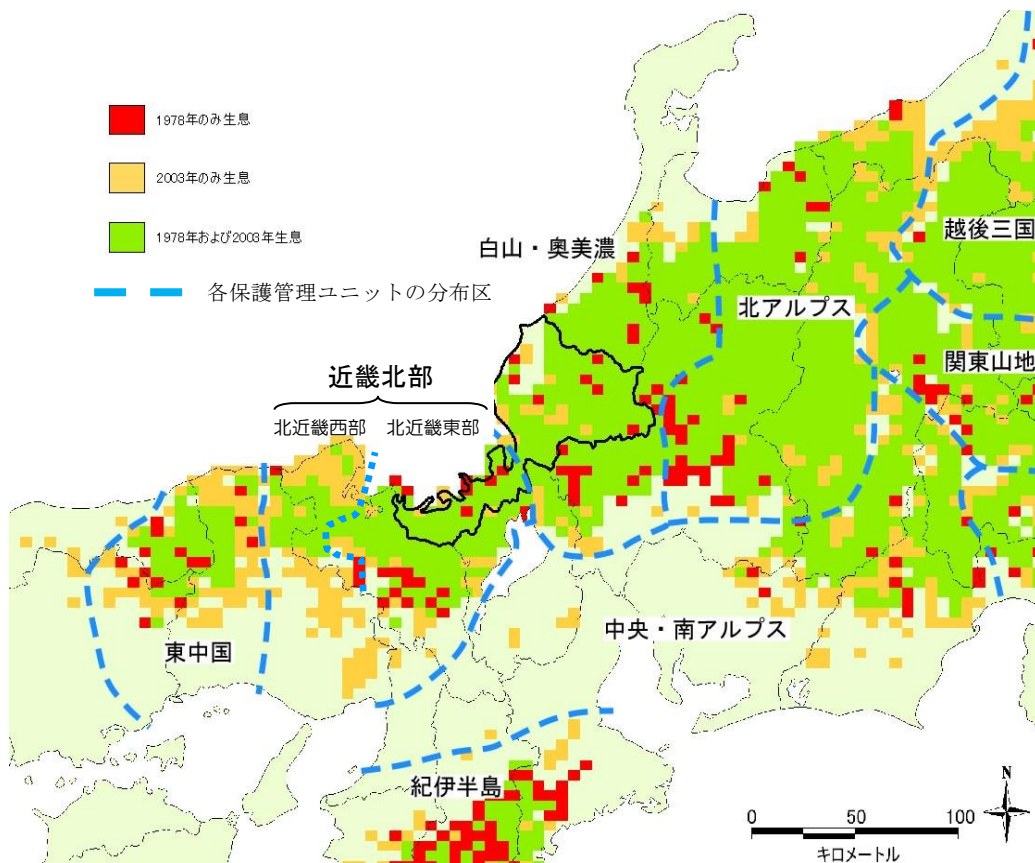 1978年のみ生息
2003年のみ生息
1978年および2003年生息
各保護管理ユニットの分布区
白山・奥美濃
越後三国
北アルプス
関東山地
近畿北部
北近畿西部
北近畿東部
東中国
中央・南アルプス
紀伊半島
N
0 50 100
キロメートル